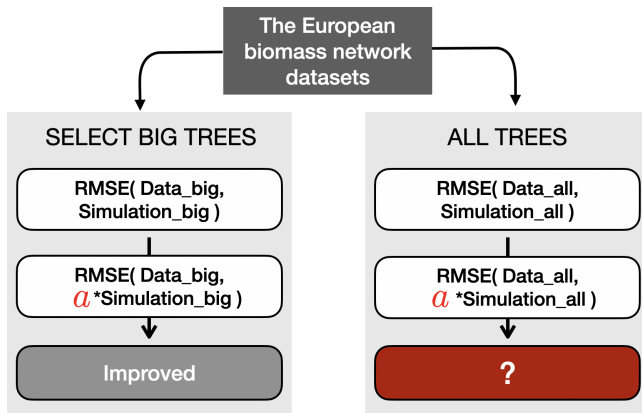 The European
biomass network
datasets
SELECT BIG TREES
RMSE( Data_big,
Simulation_big )
RMSE( Data_big,
a *Simulation_big )
Improved
ALL TREES
RMSE( Data_all,
Simulation_all )
RMSE( Data_all,
a *Simulation_all )
?